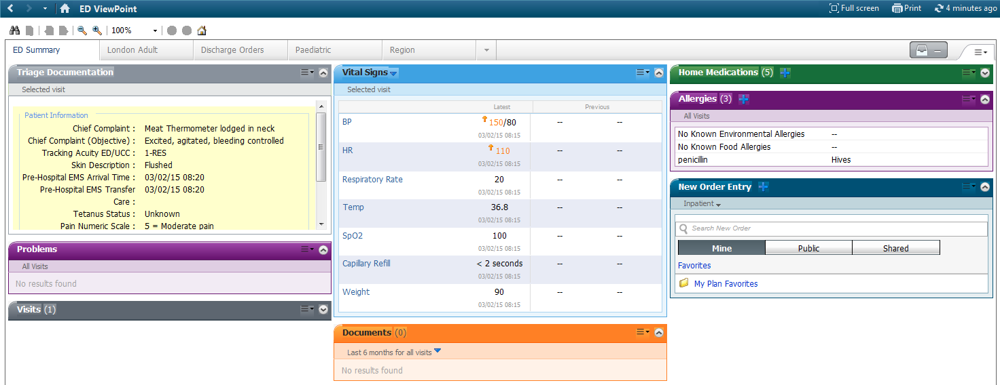 ED ViewPoint
Full screen Print 4 minutes ago
100%
ED Summary London Adult Discharge Orders Paediatric Region
Triage Documentation
Selected visit
Patient Information
Chief Complaint : Meat Thermometer lodged in neck
Chief Complaint (Objective) : Excited, agitated, bleeding controlled
Tracking Acuity ED/UCC : 1-RES
Skin Description : Flushed
Pre-Hospital EMS Arrival Time : 03/02/15 08:20
Pre-Hospital EMS Transfer 03/02/15 08:20
Care :
Tetanus Status : Unknown
Pain Numeric Scale : 5 = Moderate pain
Problems
All Visits
No results found
Visits (1)
Vital Signs
Selected visit
Latest Previous
BP 150/80 -- --
03/02/15 08:15
HR 110 -- --
03/02/15 08:15
Respiratory Rate 20 -- --
03/02/15 08:15
Temp 36.8 -- --
03/02/15 08:15
SpO2 100 -- --
03/02/15 08:15
Capillary Refill < 2 seconds -- --
03/02/15 08:15
Weight 90 -- --
03/02/15 08:15
Documents (0)
Last 6 months for all visits
No results found
Home Medications (5)
Allergies (3)
All Visits
No Known Environmental Allergies --
No Known Food Allergies --
penicillin Hives
New Order Entry
Inpatient
Search New Order
Mine Public Shared
Favorites
My Plan Favorites